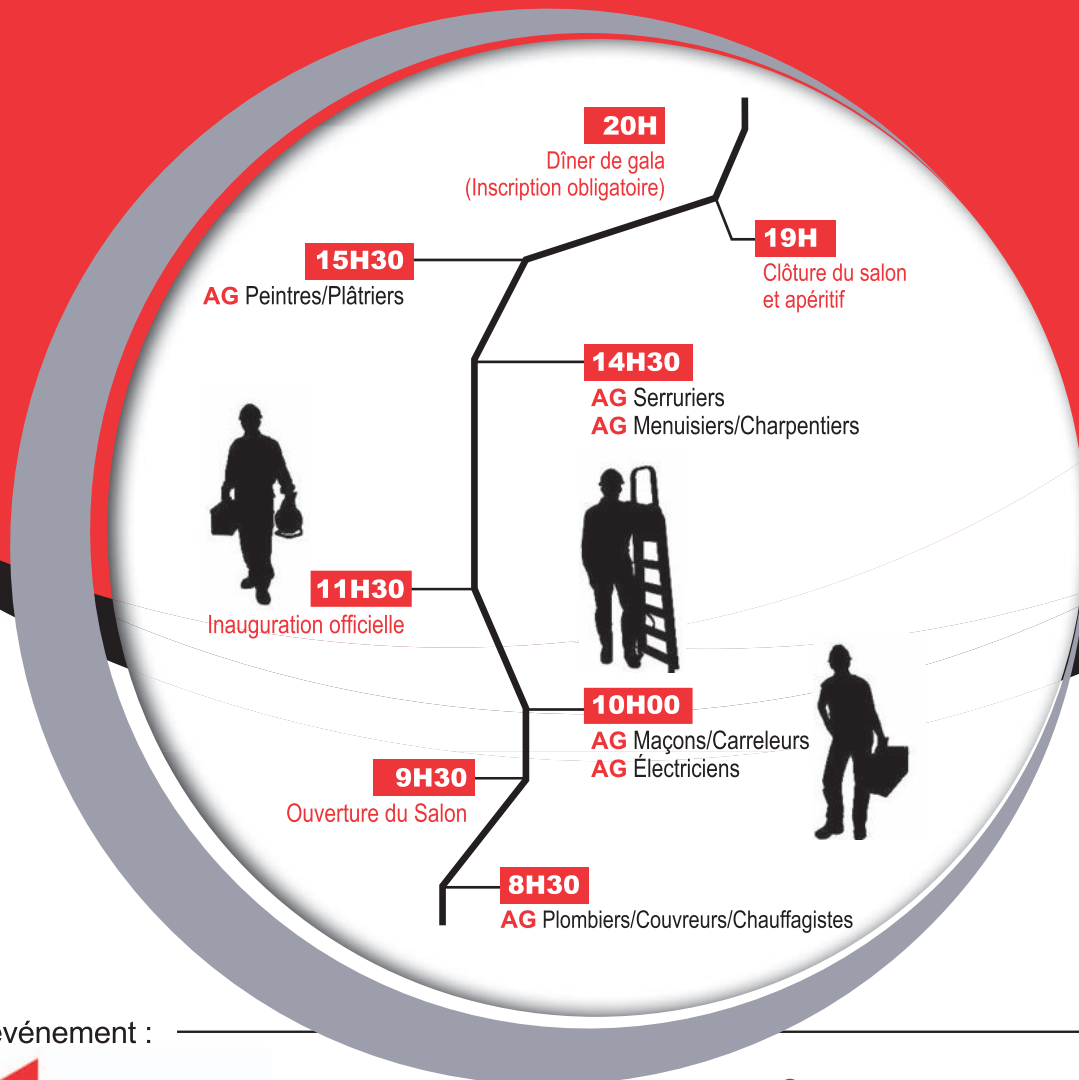 20H
Dîner de gala
(Inscription obligatoire)
19H
Clôture du salon
et apéritif
15H30
AG Peintres/Plâtriers
14H30
AG Serruriers
AG Menuisiers/Charpentiers
11H30
Inauguration officielle
10H00
AG Maçons/Carreleurs
AG Électriciens
9H30
Ouverture du Salon
8H30
AG Plombiers/Couvreurs/Chauffagistes
événement :